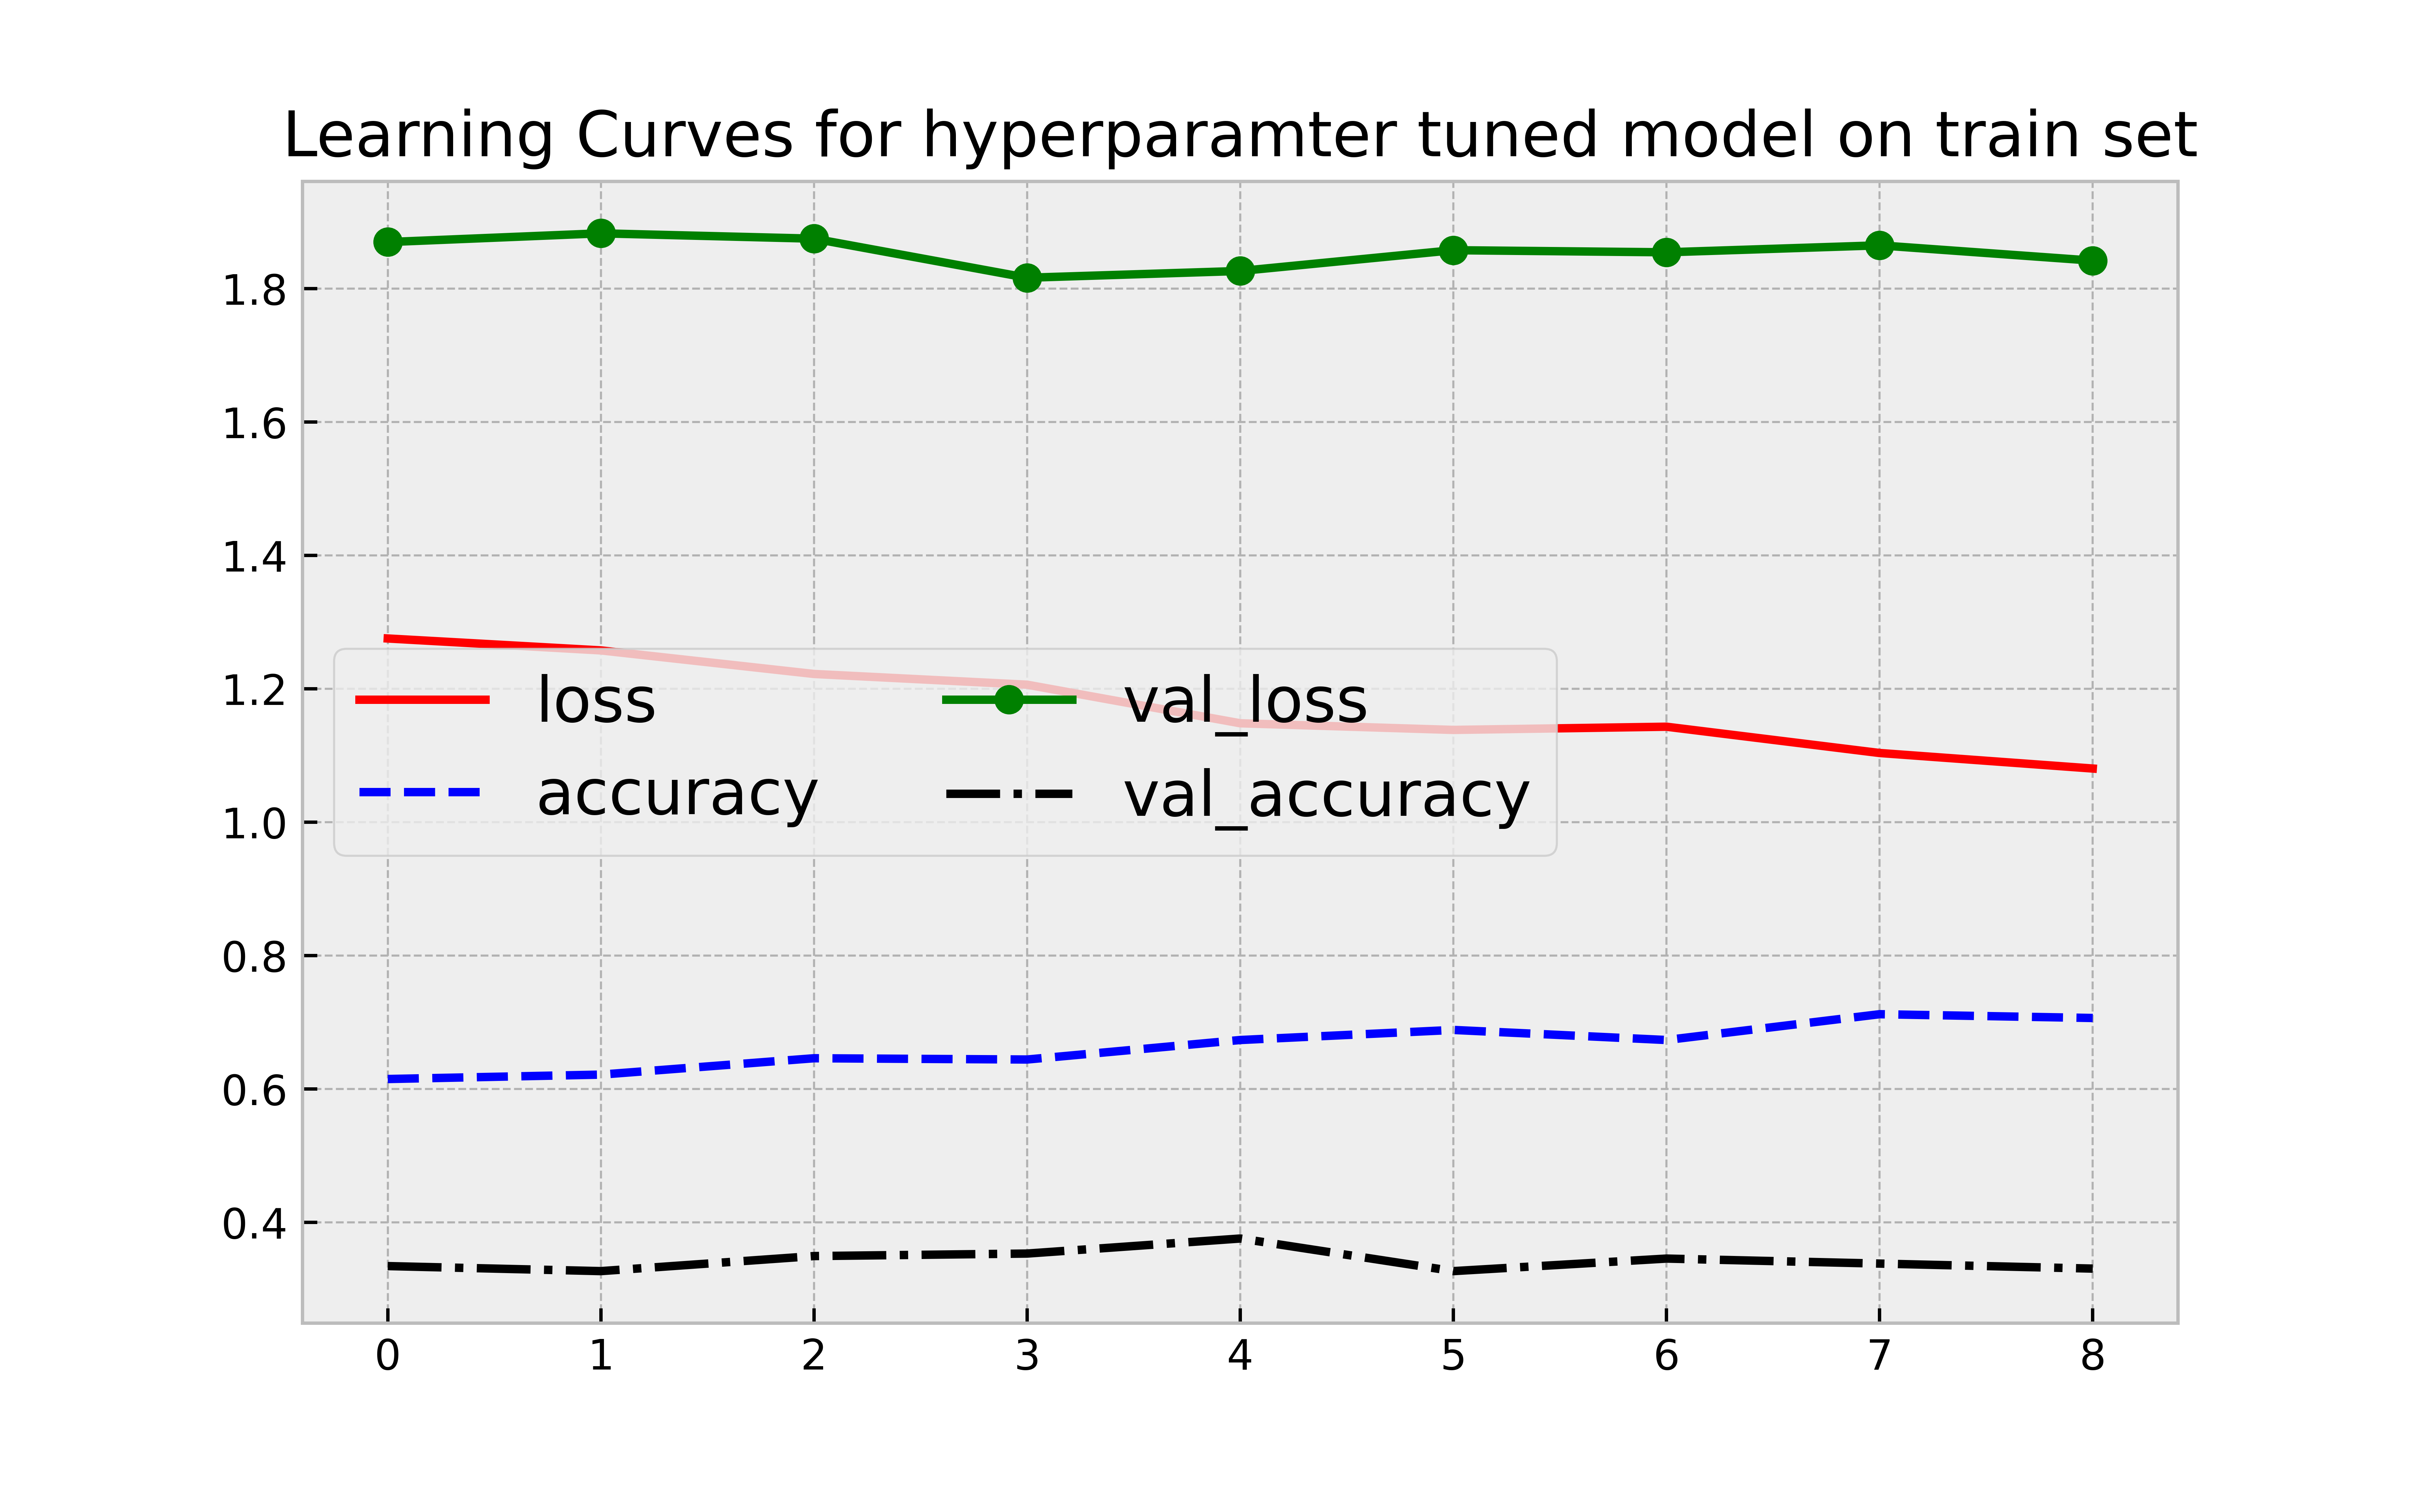 Learning Curves for hyperparamter tuned model on train set
1.8
1.6
1.4
1.2
1.0
0.8
0.6
0.4
loss
val_loss
accuracy
val_accuracy
0 1 2 3 4 5 6 7 8